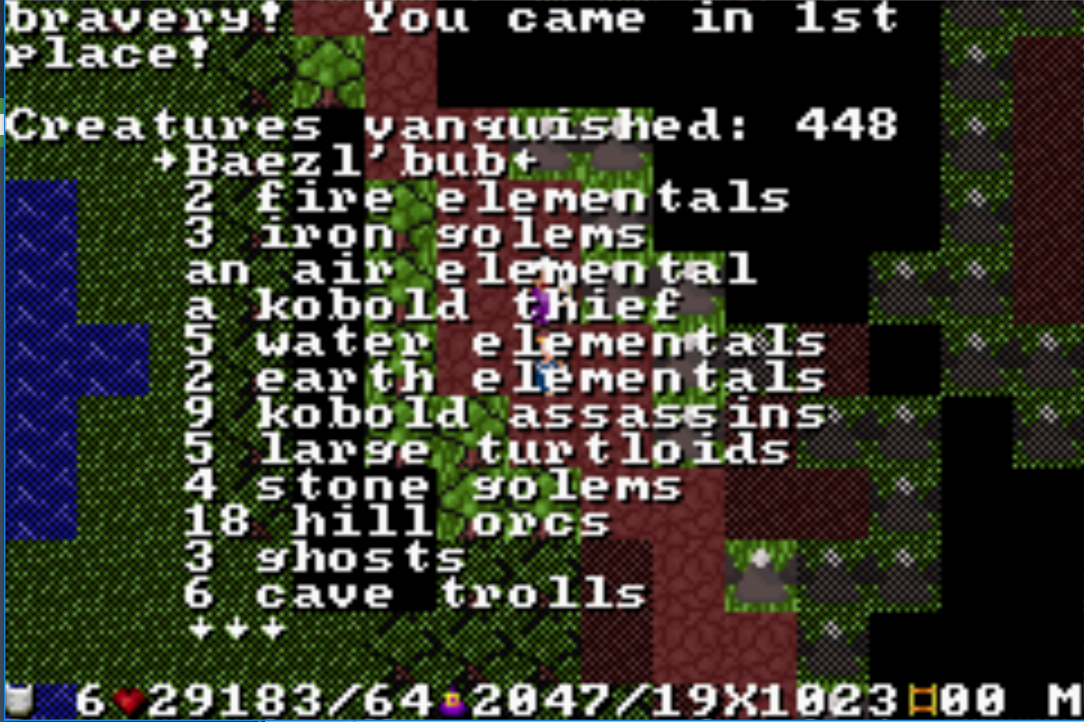 bravery! You came in 1st
place!
Creatures vanquished: 448
→Baezl'bub←
2 fire elementals
3 iron golems
an air elemental
a kobold thief
5 water elementals
2 earth elementals
9 kobold assassins
5 large turtloids
4 stone golems
18 hill orcs
3 ghosts
6 cave trolls
↓↓↓
6 29183/64 2047/19X1023 00 M